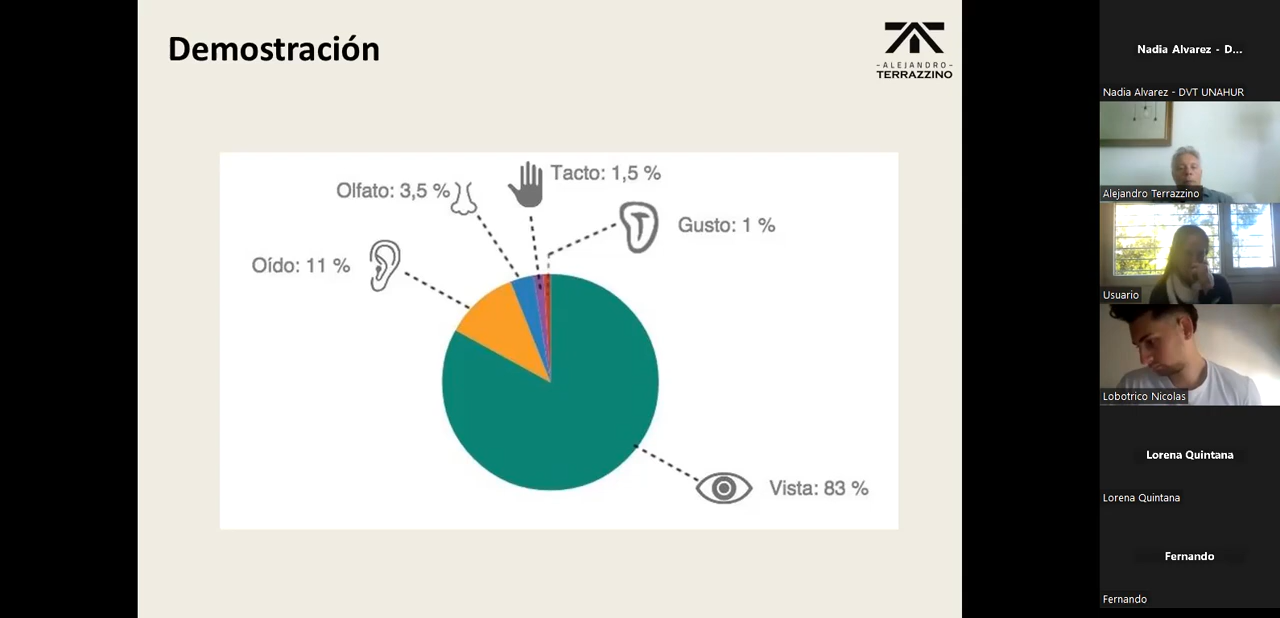 Demostración
-ALEJANDRO-
TERRAZZINO
Tacto: 1,5 %
Olfato: 3,5 %
Gusto: 1 %
Oído: 11 %
Vista: 83 %
Nadia Alvarez - D...
Nadia Alvarez - DVT UNAHUR
Alejandro Terrazzino
Usuario
Lobotrico Nicolas
Lorena Quintana
Lorena Quintana
Fernando
Fernando